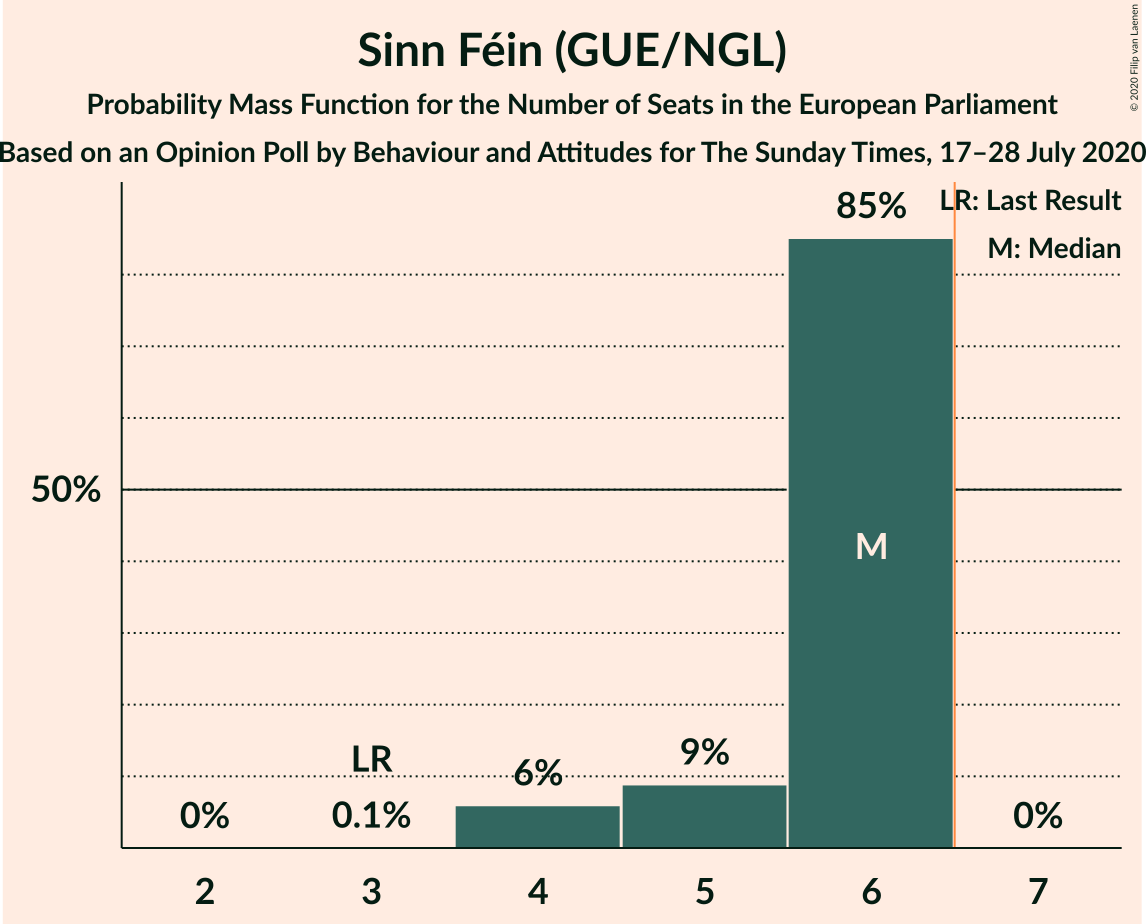 Sinn Féin (GUE/NGL)
Probability Mass Function for the Number of Seats in the European Parliament
Based on an Opinion Poll by Behaviour and Attitudes for The Sunday Times, 17–28 July 2020
© 2020 Filip van Laenen
85%
LR: Last Result
M: Median
50%
M
LR
0%
0.1%
6%
9%
0%
2 3 4 5 6 7